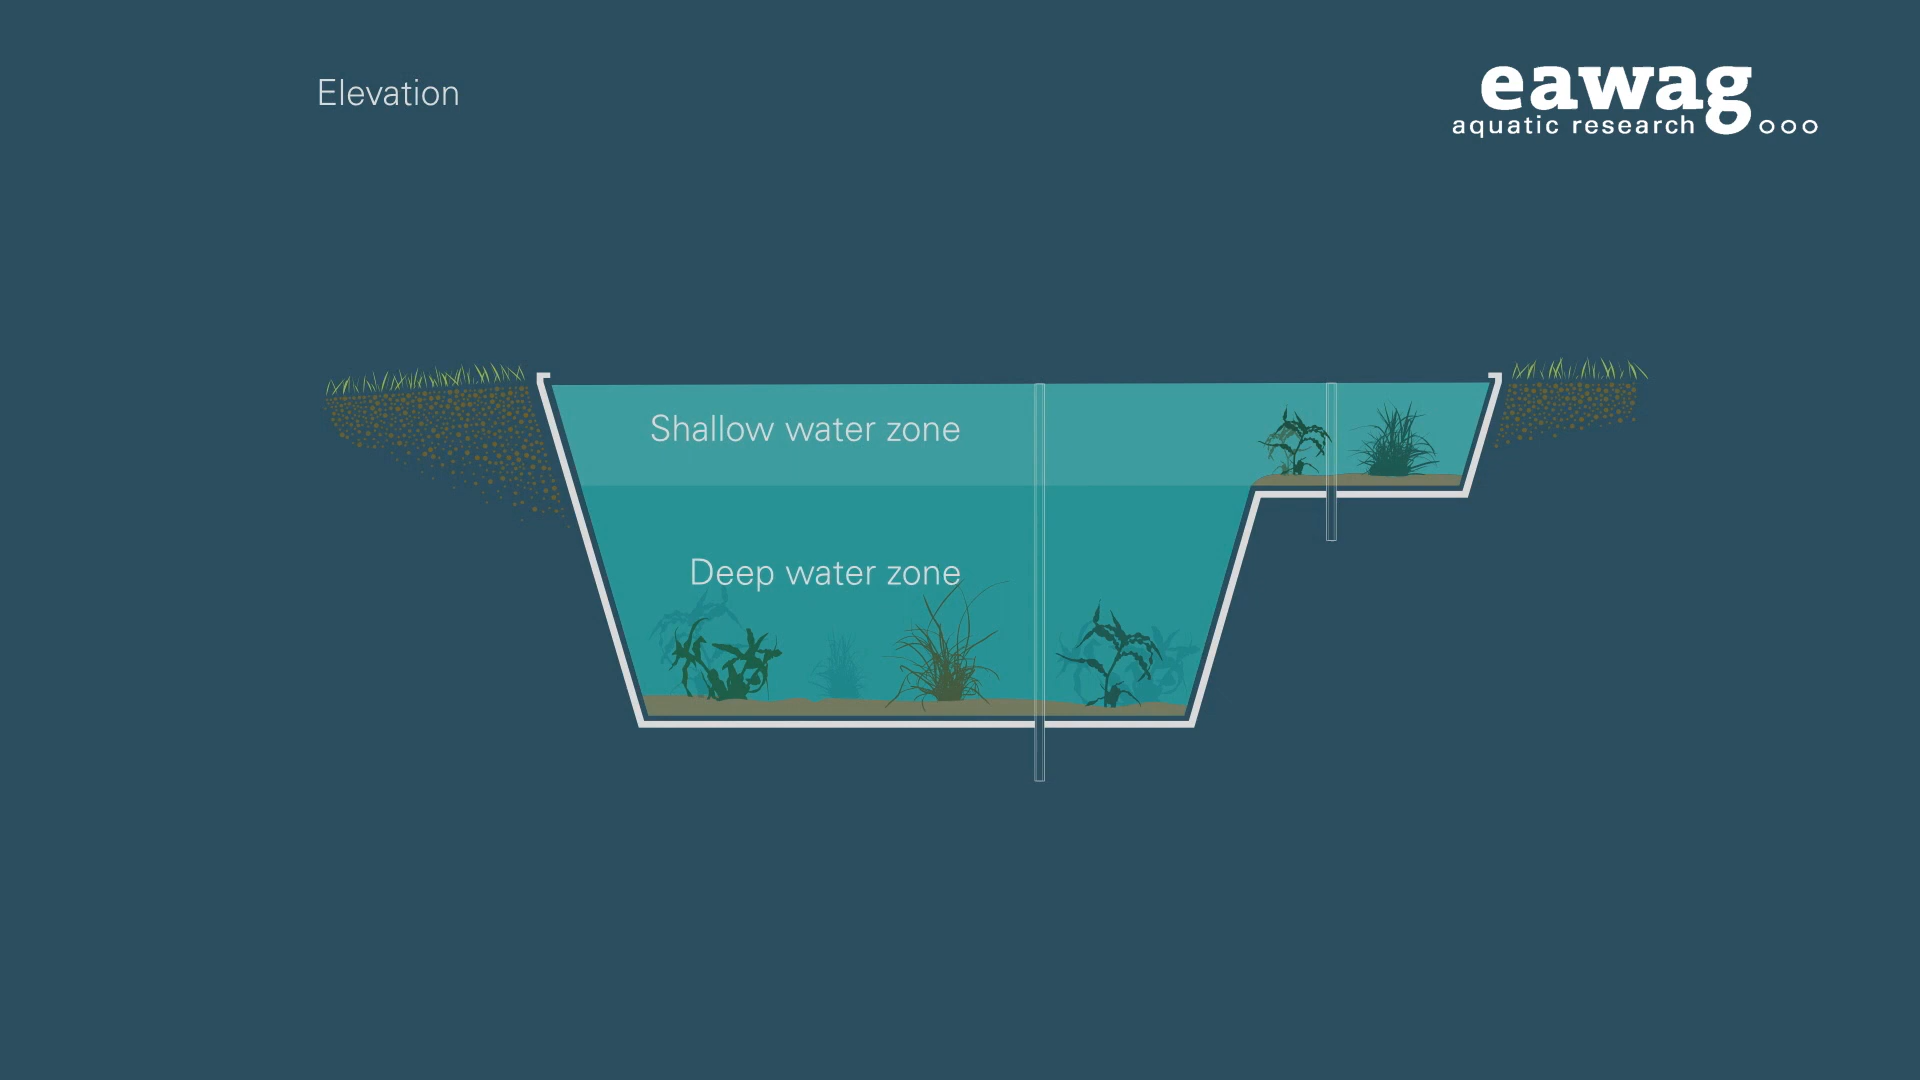 Elevation
eawag
aquatic research
Shallow water zone
Deep water zone